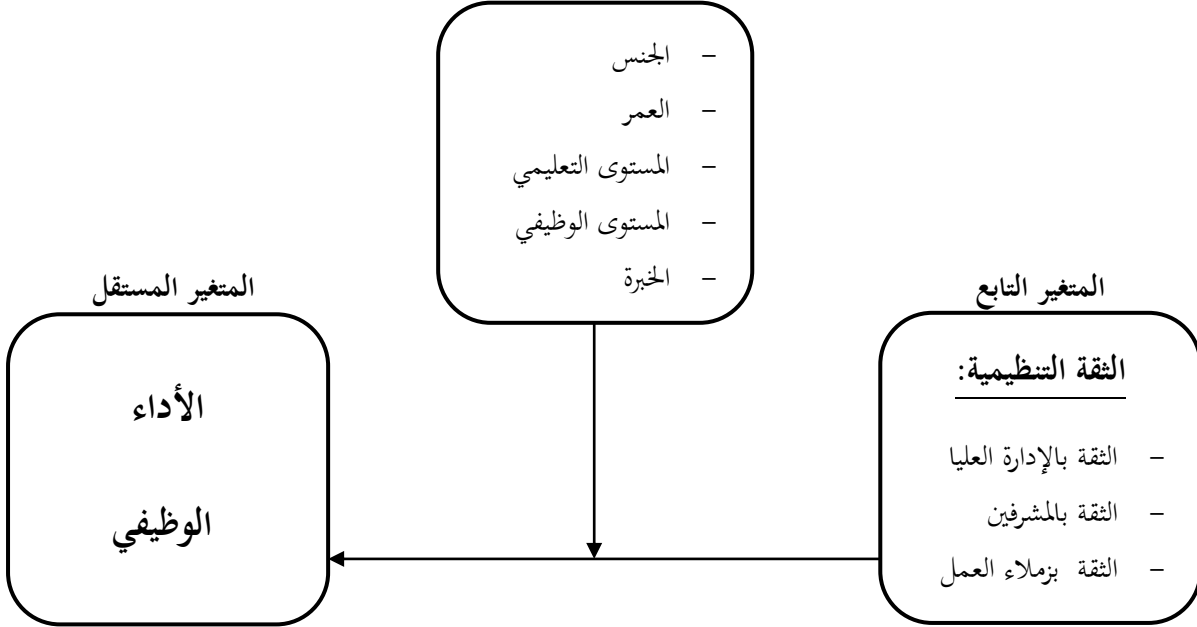 – الجنس
– العمر
– المستوى التعليمي
– المستوى الوظيفي
– الخبرة
المتغير التابع
الثقة التنظيمية:
– الثقة بالإدارة العليا
– الثقة بالمشرفين
– الثقة بزملاء العمل
المتغير المستقل
الأداء
الوظيفي